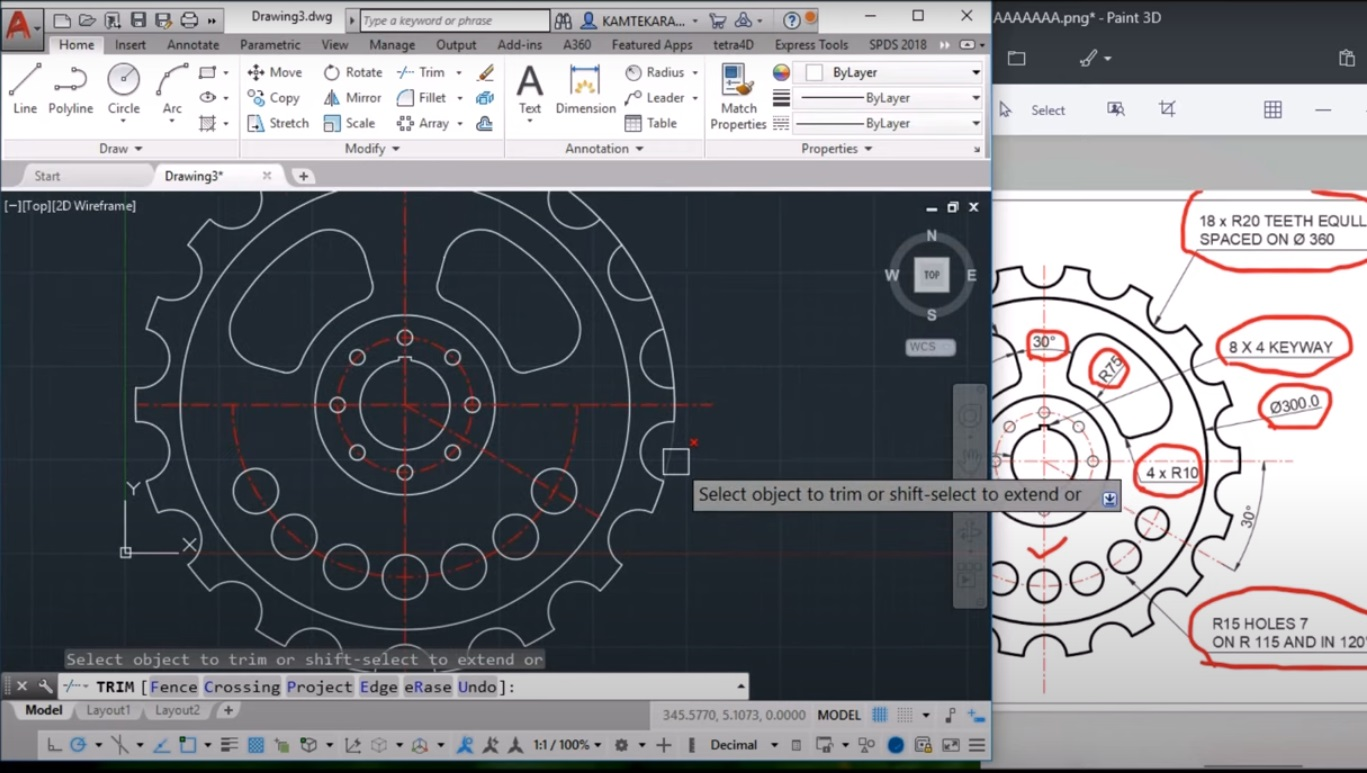 Drawing3.dwg
Type a keyword or phrase
KAMTEKARA...
AAAAAAA.png* - Paint 3D
Home Insert Annotate Parametric View Manage Output Add-ins A360 Featured Apps tetra4D Express Tools SPDS 2018
Line Polyline Circle Arc
Move Rotate Trim
Copy Mirror Fillet
Stretch Scale Array
Text Dimension
Radius
Leader
Table
Match
Properties
ByLayer
ByLayer
ByLayer
Draw Modify Annotation Properties
Select
Start Drawing3*
[−][Top][2D Wireframe]
N
W TOP E
S
WCS
Y
X
Select object to trim or shift-select to extend or
18 x R20 TEETH EQULL
SPACED ON Ø 360
30°
R75
8 X 4 KEYWAY
Ø300.0
4 x R10
30°
R15 HOLES 7
ON R 115 AND IN 120°
Select object to trim or shift-select to extend or
TRIM [Fence Crossing Project Edge eRase Undo]:
Model Layout1 Layout2
345.5770, 5.1073, 0.0000 MODEL
1:1 / 100% Decimal